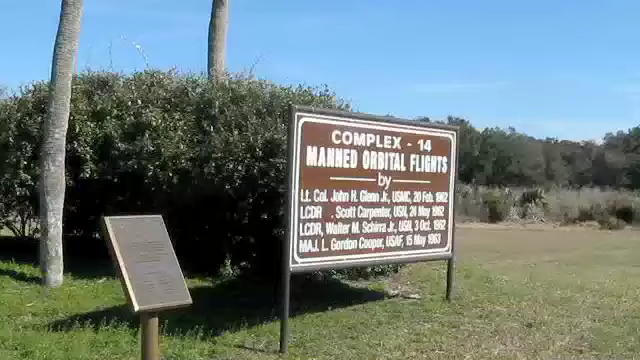 COMPLEX - 14
MANNED ORBITAL FLIGHTS
by
Lt. Col. John H. Glenn Jr., USMC, 20 Feb. 1962
LCDR . Scott Carpenter, USN, 24 May 1962
LCDR, Walter M. Schirra Jr., USN, 3 Oct. 1962
MAJ. L. Gordon Cooper, USAF, 15 May 1963